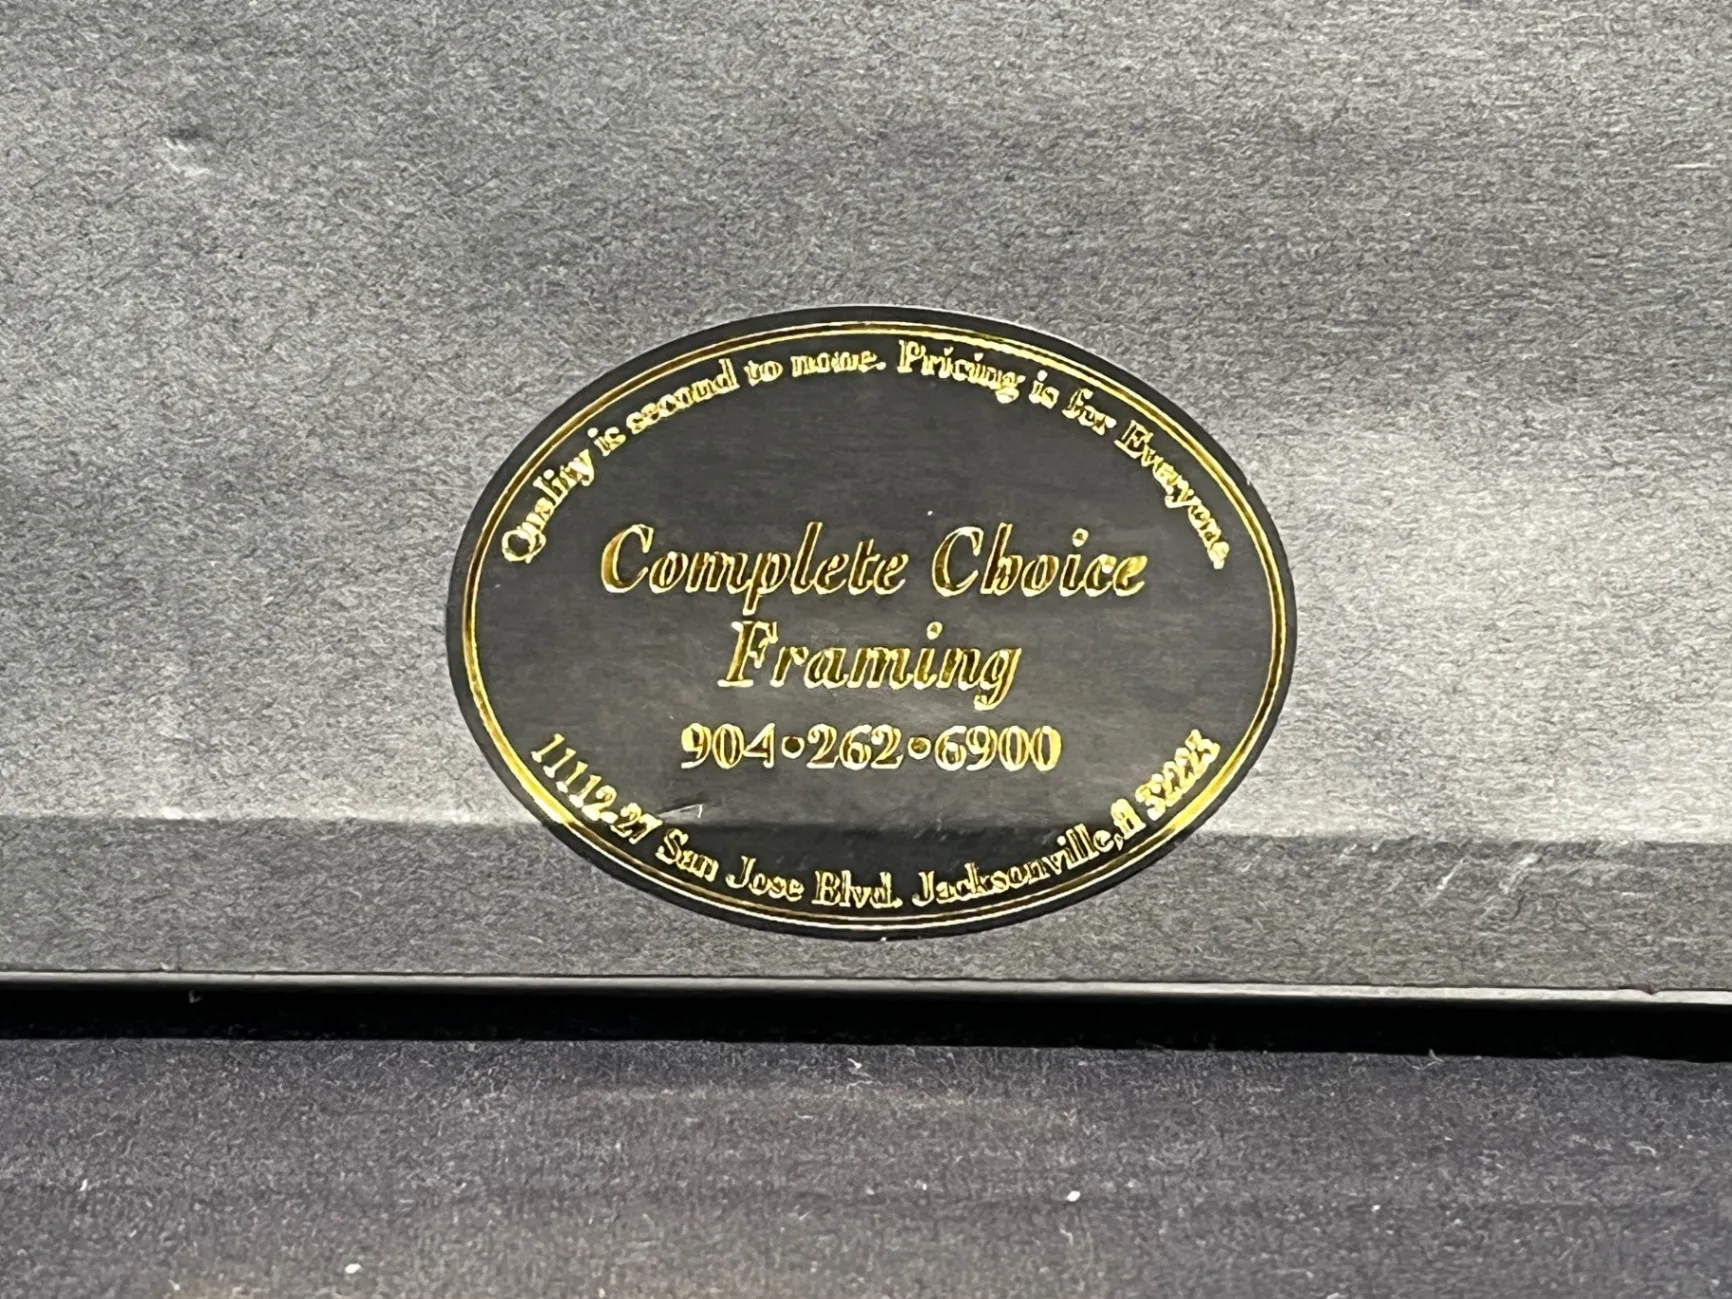 Quality is second to none. Pricing is for Everyone.
Complete Choice
Framing
904•262•6900
11112-27 San Jose Blvd. Jacksonville,fl 32223